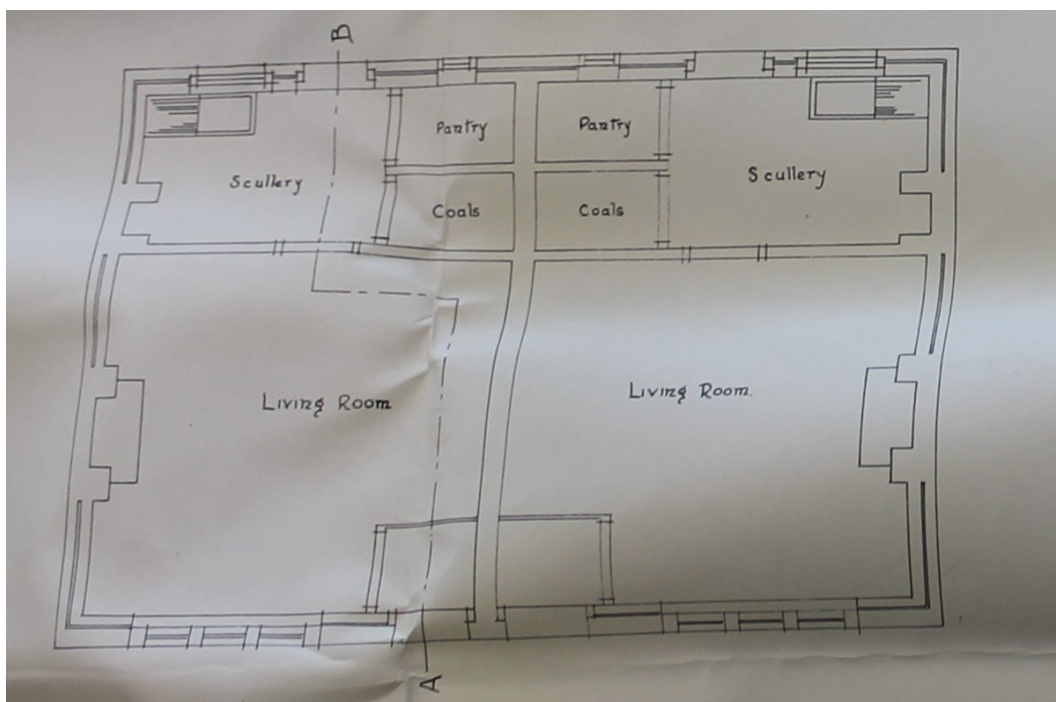 B
Pantry
Pantry
Scullery
Scullery
Coals
Coals
Living Room
Living Room.
A